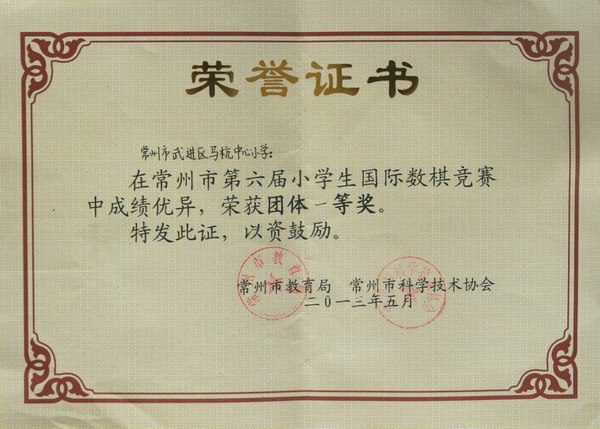 荣誉证书
常州市武进区马杭中心小学：
在常州市第六届小学生国际数棋竞赛
中成绩优异，荣获团体一等奖。
特发此证，以资鼓励。
常州市教育局 常州市科学技术协会
二0一三年五月